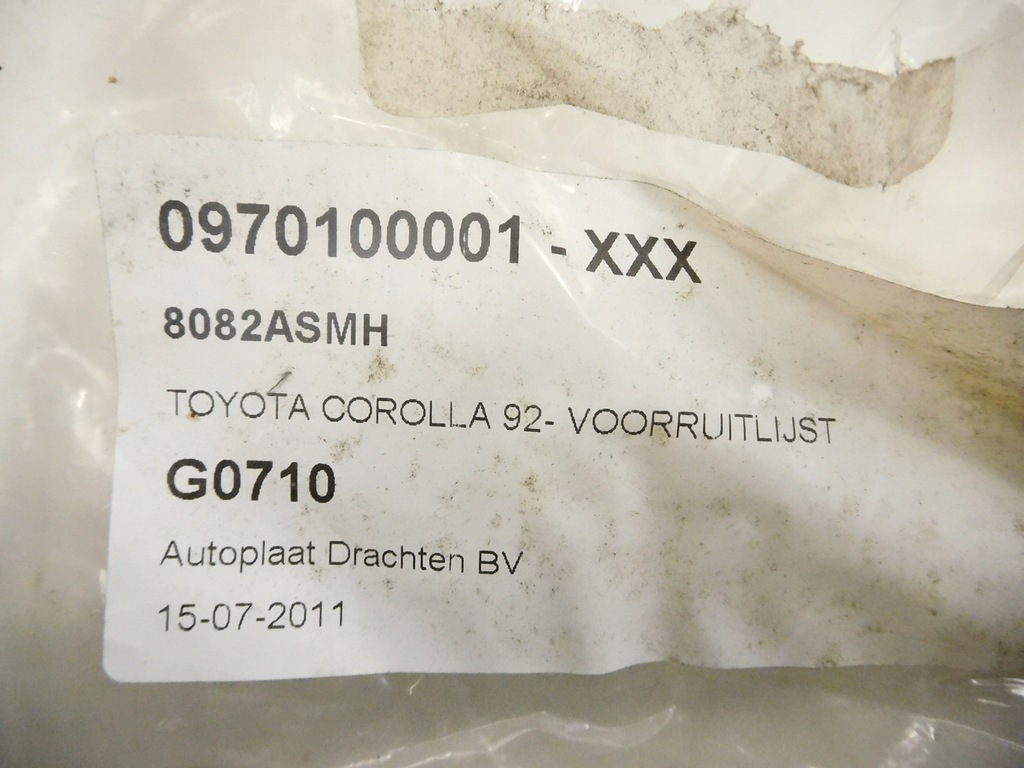 0970100001 - XXX
8082ASMH
TOYOTA COROLLA 92- VOORRUITLIJST
G0710
Autoplaat Drachten BV
15-07-2011